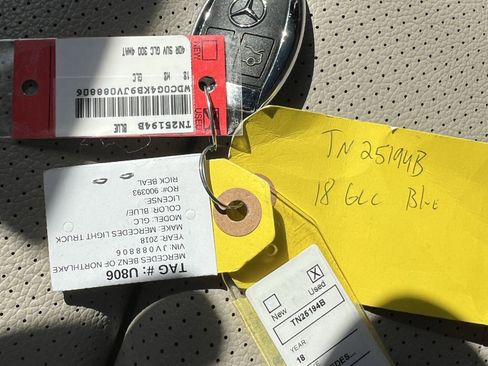 NEW
USED
TN25194B BLUE
WDCOG4KB9JV088806
18 MB GLC
4DR SUV GLC 300 4MAT
TN 25194B
18 GLC Blue
TAG #: U806
MERCEDES BENZ OF NORTHLAKE
VIN: JV088806
YEAR: 2018
MAKE: MERCEDES LIGHT TRUCK
MODEL: GLC
COLOR: BLUE/
LICENSE:
RO#: 900393
RICK BEAL
New
Used
X
TN25194B
YEAR
18